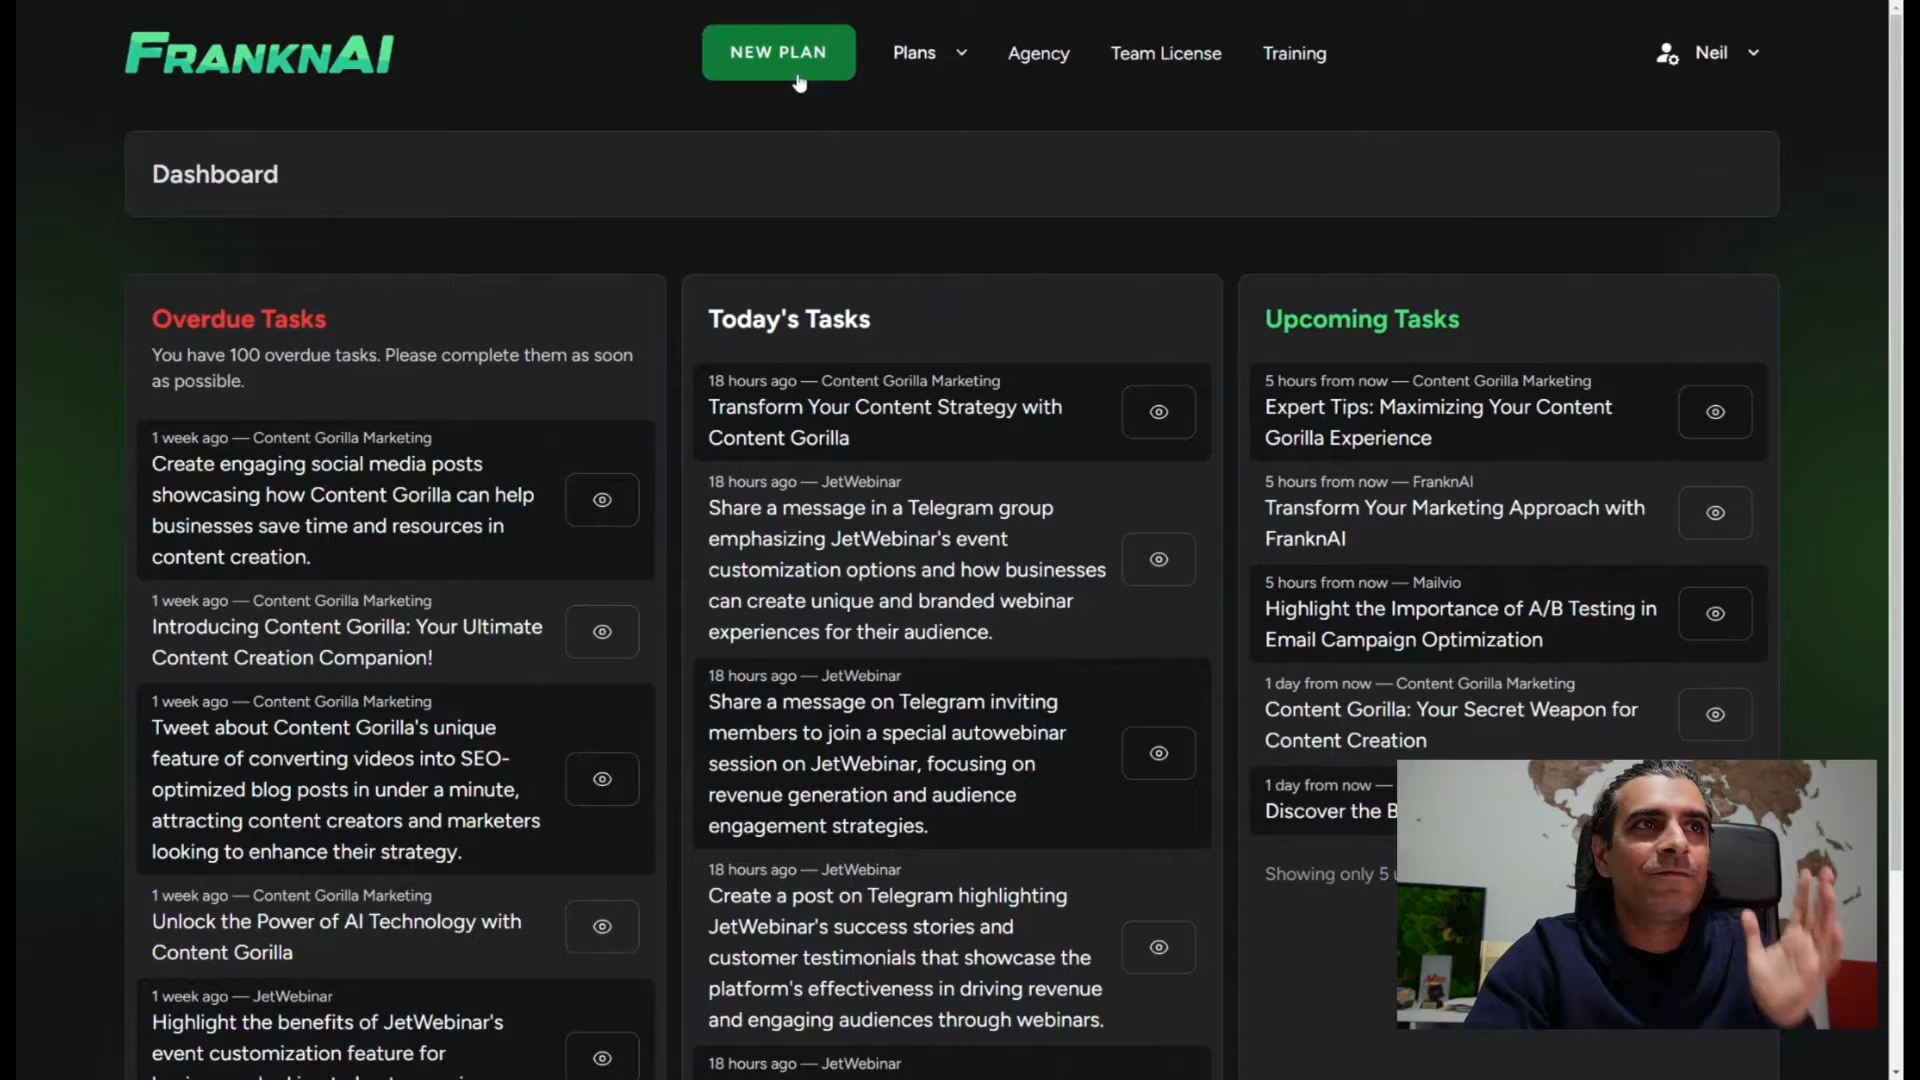 FRANKNAI
NEW PLAN
Plans
Agency
Team License
Training
Neil
Dashboard
Overdue Tasks
You have 100 overdue tasks. Please complete them as soon
as possible.
1 week ago — Content Gorilla Marketing
Create engaging social media posts
showcasing how Content Gorilla can help
businesses save time and resources in
content creation.
1 week ago — Content Gorilla Marketing
Introducing Content Gorilla: Your Ultimate
Content Creation Companion!
1 week ago — Content Gorilla Marketing
Tweet about Content Gorilla's unique
feature of converting videos into SEO-
optimized blog posts in under a minute,
attracting content creators and marketers
looking to enhance their strategy.
1 week ago — Content Gorilla Marketing
Unlock the Power of AI Technology with
Content Gorilla
1 week ago — JetWebinar
Highlight the benefits of JetWebinar's
event customization feature for
Today's Tasks
18 hours ago — Content Gorilla Marketing
Transform Your Content Strategy with
Content Gorilla
18 hours ago — JetWebinar
Share a message in a Telegram group
emphasizing JetWebinar's event
customization options and how businesses
can create unique and branded webinar
experiences for their audience.
18 hours ago — JetWebinar
Share a message on Telegram inviting
members to join a special autowebinar
session on JetWebinar, focusing on
revenue generation and audience
engagement strategies.
18 hours ago — JetWebinar
Create a post on Telegram highlighting
JetWebinar's success stories and
customer testimonials that showcase the
platform's effectiveness in driving revenue
and engaging audiences through webinars.
18 hours ago — JetWebinar
Upcoming Tasks
5 hours from now — Content Gorilla Marketing
Expert Tips: Maximizing Your Content
Gorilla Experience
5 hours from now — FranknAI
Transform Your Marketing Approach with
FranknAI
5 hours from now — Mailvio
Highlight the Importance of A/B Testing in
Email Campaign Optimization
1 day from now — Content Gorilla Marketing
Content Gorilla: Your Secret Weapon for
Content Creation
1 day from now —
Discover the B
Showing only 5